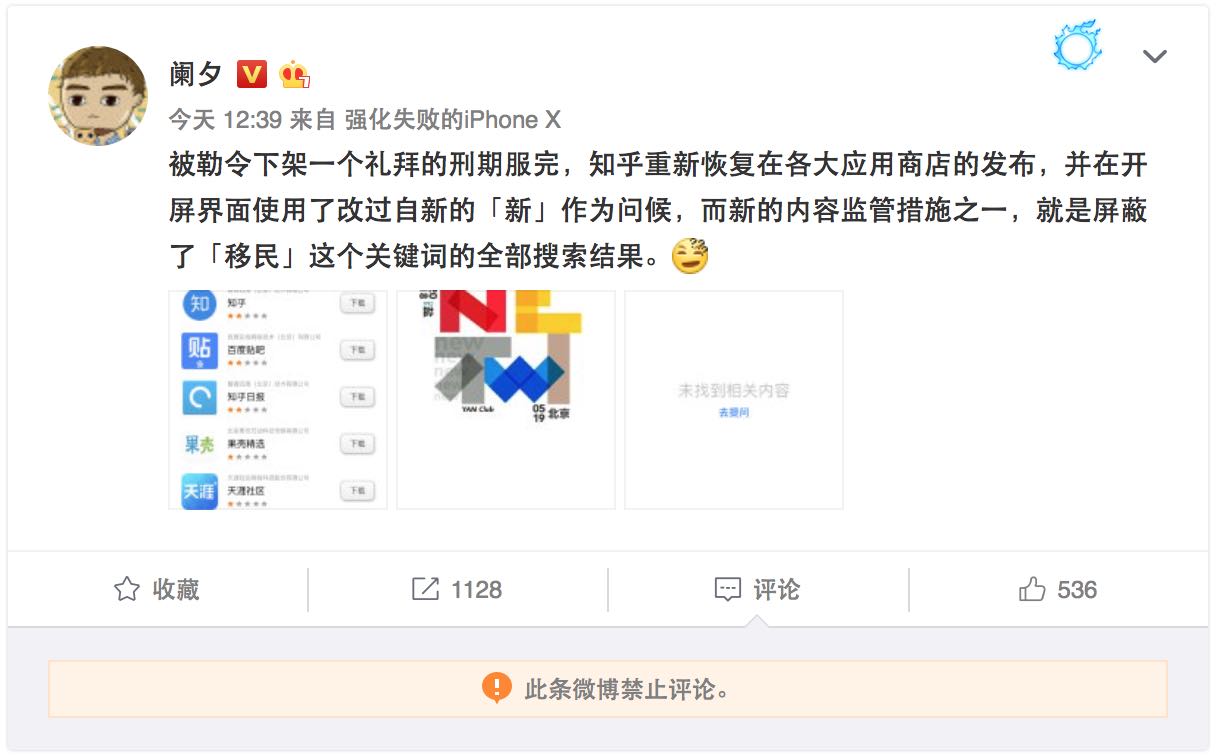 阑夕
今天 12:39 来自 强化失败的iPhone X
被勒令下架一个礼拜的刑期服完，知乎重新恢复在各大应用商店的发布，并在开
屏界面使用了改过自新的「新」作为问候，而新的内容监管措施之一，就是屏蔽
了「移民」这个关键词的全部搜索结果。
知
知乎
下载
贴
百度贴吧
下载
知乎日报
下载
果壳
果壳精选
下载
天涯
天涯社区
下载
NEW
new
YAN Club
05
19 北京
未找到相关内容
去提问
收藏
1128
评论
536
此条微博禁止评论。